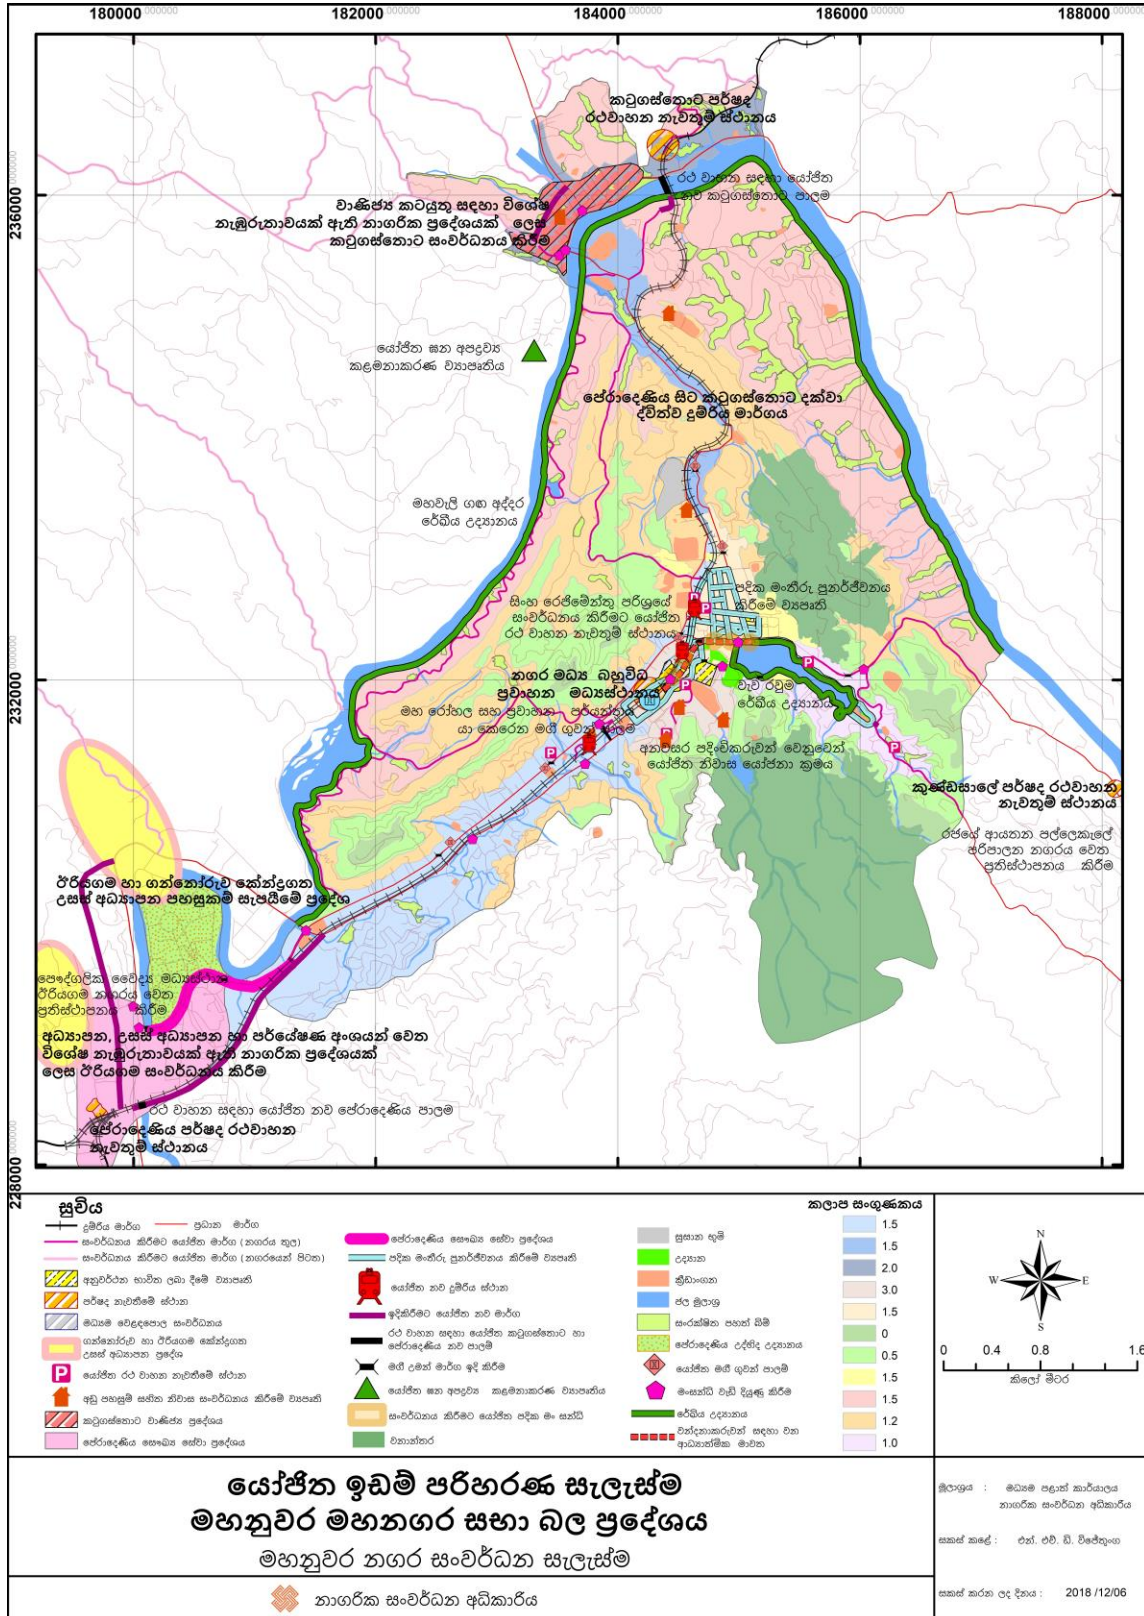 180000
182000
184000
186000
188000
236000
232000
228000
කටුගස්තොට පර්ෂද
රථවාහන නැවතුම් ස්ථානය
රථ වාහන සඳහා යෝජිත
නව කටුගස්තොට පාලම
වාණිජ්‍ය කටයුතු සඳහා විශේෂ
නැඹුරුතාවයක් ඇති නාගරික ප්‍රදේශයක් ලෙස
කටුගස්තොට සංවර්ධනය කිරීම
යෝජිත ඝන අපද්‍රව්‍ය
කළමනාකරණ ව්‍යාපෘතිය
පේරාදෙණිය සිට කටුගස්තොට දක්වා
ද්විත්ව දුම්රිය මාර්ගය
මහවැලි ගඟ අද්දර
රේඛීය උද්‍යානය
පදික මංතීරු පුනර්ජීවනය
කිරීමේ ව්‍යාපෘති
සිංහ රෙජිමේන්තු පරිශ්‍රයේ
සංවර්ධනය කිරීමට යෝජිත
රථ වාහන නැවතුම් ස්ථානය
නගර මධ්‍ය බහුවිධ
ප්‍රවාහන මධ්‍යස්ථානය
වැව රවුම
රේඛීය උද්‍යානය
මහ රෝහල සහ ප්‍රවාහන පර්යන්තය
යා කෙරෙන මගී ගුවන් පාලම
අනවසර පදිංචිකරුවන් වෙනුවෙන්
යෝජිත නිවාස යෝජනා ක්‍රමය
කුණ්ඩසාලේ පර්ෂද රථවාහන
නැවතුම් ස්ථානය
රජයේ ආයතන පල්ලෙකැලේ
පරිපාලන නගරය වෙත
ප්‍රතිස්ථාපනය කිරීම
ඊරියගම හා ගන්නෝරුව කේන්ද්‍රගත
උසස් අධ්‍යාපන පහසුකම් සැපයීමේ ප්‍රදේශ
පෞද්ගලික වෛද්‍ය මධ්‍යස්ථාන
ඊරියගම නගරය වෙත
ප්‍රතිස්ථාපනය කිරීම
අධ්‍යාපන, උසස් අධ්‍යාපන හා පර්යේෂණ අංශයන් වෙත
විශේෂ නැඹුරුතාවයක් ඇති නාගරික ප්‍රදේශයක්
ලෙස ඊරියගම සංවර්ධනය කිරීම
රථ වාහන සඳහා යෝජිත නව පේරාදෙණිය පාලම
පේරාදෙණිය පර්ෂද රථවාහන
නැවතුම් ස්ථානය
සූචිය
දුම්රිය මාර්ග
ප්‍රධාන මාර්ග
සංවර්ධනය කිරීමට යෝජිත මාර්ග (නගරය තුල)
සංවර්ධනය කිරීමට යෝජිත මාර්ග (නගරයෙන් පිටත)
අනුවර්තන භාවිත ලබා දීමේ ව්‍යාපෘති
පර්ෂද නැවතීමේ ස්ථාන
මධ්‍යම වෙළඳපොල සංවර්ධනය
ගන්නෝරුව හා ඊරියගම කේන්ද්‍රගත
උසස් අධ්‍යාපන ප්‍රදේශ
P යෝජිත රථ වාහන නැවතීමේ ස්ථාන
අඩු පහසුම් සහිත නිවාස සංවර්ධනය කිරීමේ ව්‍යාපෘති
කටුගස්තොට වාණිජ්‍ය ප්‍රදේශය
පේරාදෙණිය සෞඛ්‍ය සේවා ප්‍රදේශය
පේරාදෙණිය සෞඛ්‍ය සේවා ප්‍රදේශය
පදික මංතීරු පුනර්ජීවනය කිරීමේ ව්‍යාපෘති
යෝජිත නව දුම්රිය ස්ථාන
ඉදිකිරීමට යෝජිත නව මාර්ග
රථ වාහන සඳහා යෝජිත කටුගස්තොට හා
පේරාදෙණිය නව පාලම්
මගී උමන් මාර්ග ඉදි කිරීම
යෝජිත ඝන අපද්‍රව්‍ය කළමනාකරණ ව්‍යාපෘතිය
සංවර්ධනය කිරීමට යෝජිත පදික මං සන්ධි
වනාන්තර
සුසාන භූමි
උද්‍යාන
ක්‍රීඩාංගන
ජල මූලාශ්‍ර
සංරක්ෂිත පහත් බිම්
පේරාදෙණිය උද්භිද උද්‍යානය
යෝජිත මගී ගුවන් පාලම්
මංසන්ධි වැඩි දියුණු කිරීම
රේඛීය උද්‍යානය
වන්දනාකරුවන් සඳහා වන
ආධ්‍යාත්මික මාවත
කලාප සංගුණකය
1.5
1.5
2.0
3.0
1.5
0
0.5
1.5
1.5
1.2
1.0
N
W E
S
0 0.4 0.8 1.6
කිලෝ මීටර
යෝජිත ඉඩම් පරිහරණ සැලැස්ම
මහනුවර මහනගර සභා බල ප්‍රදේශය
මහනුවර නගර සංවර්ධන සැලැස්ම
නාගරික සංවර්ධන අධිකාරිය
මූලාශ්‍රය : මධ්‍යම පළාත් කාර්යාලය
නාගරික සංවර්ධන අධිකාරිය
සකස් කළේ : එන්. එච්. ඩී. විජේතුංග
සකස් කරන ලද දිනය : 2018 /12/06